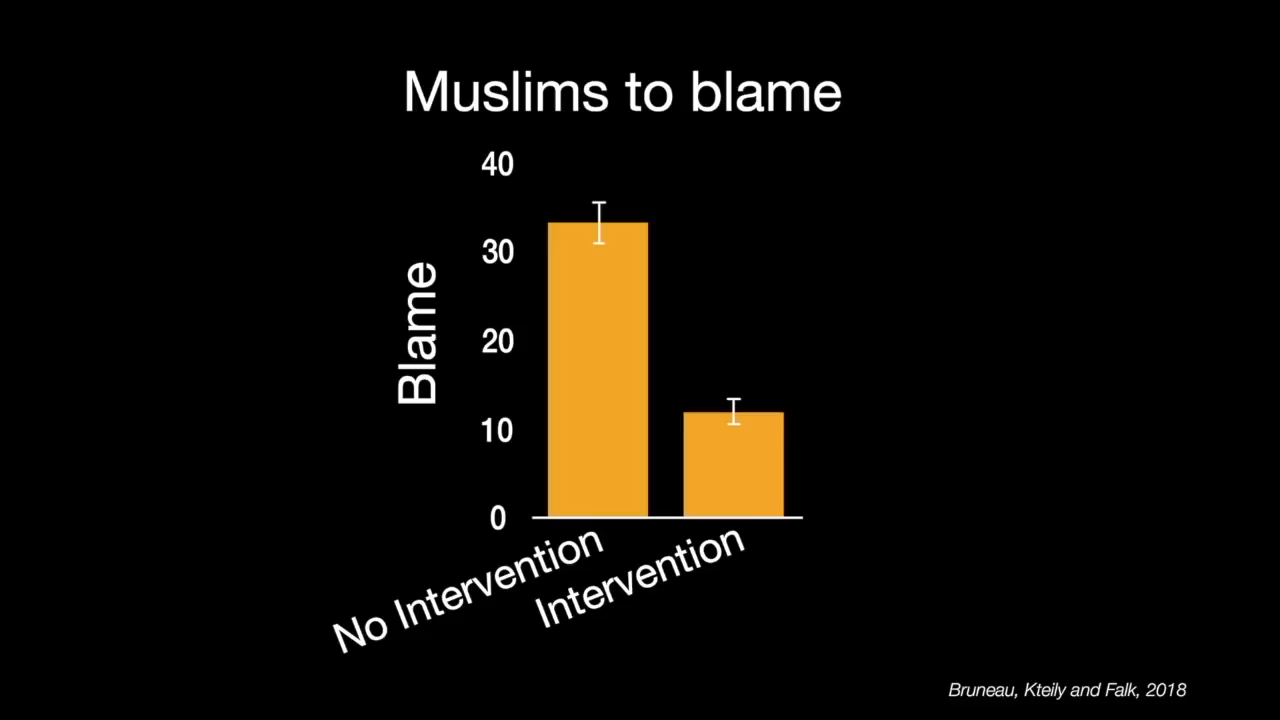 Muslims to blame
40
30
20
10
0
Blame
No Intervention
Intervention
Bruneau, Kteily and Falk, 2018